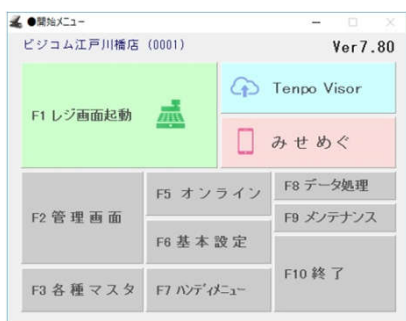 ●開始メニュー
ビジコム江戸川橋店 (0001)
Ver7.80
F1 レジ画面起動
Tenpo Visor
みせめぐ
F2 管理画面
F5 オンライン
F8 データ処理
F9 メンテナンス
F6 基本設定
F10 終了
F3 各種マスタ
F7 ハンディメニュー